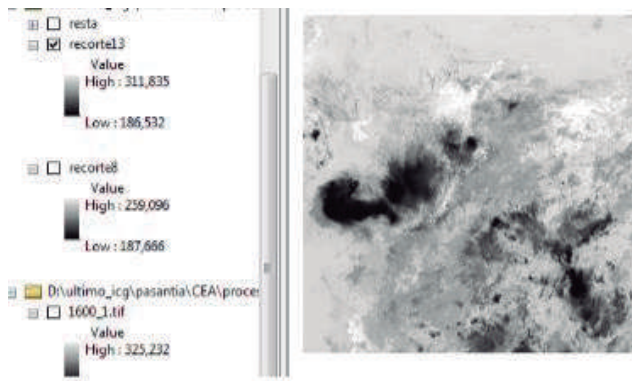 resta
recorte13
Value
High : 311,835
Low : 186,532
recorte8
Value
High : 259,096
Low : 187,666
D:\ultimo_icg\pasantia\CEA\proce
1600_1.tif
Value
High : 325,232